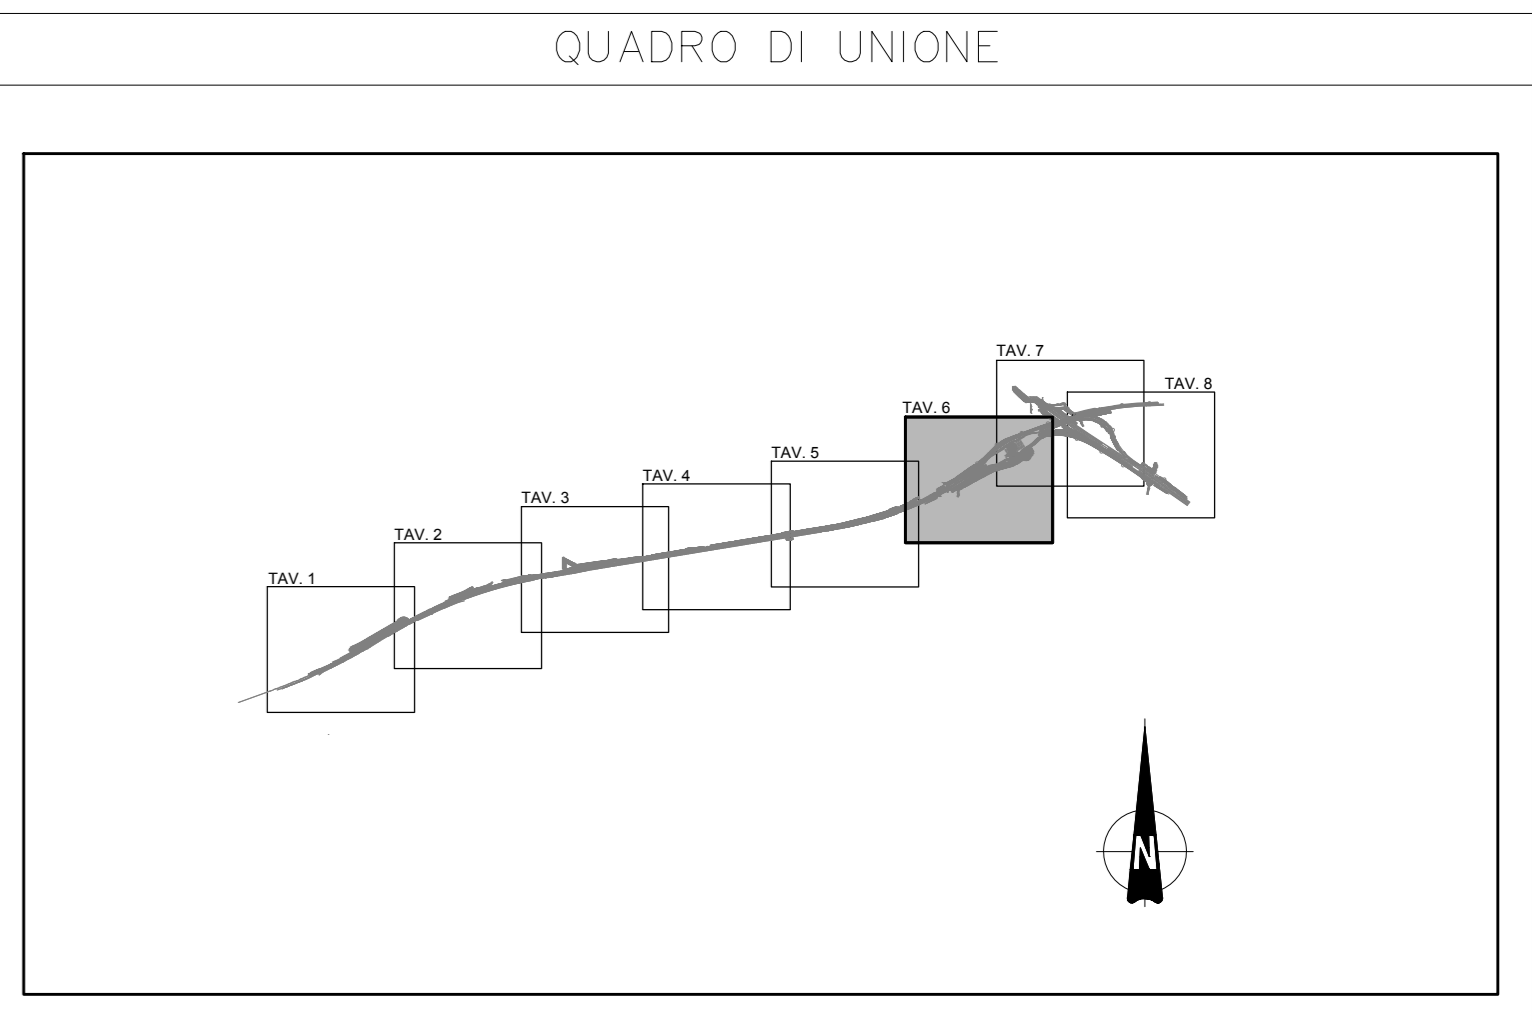 QUADRO DI UNIONE
TAV. 7
TAV. 8
TAV. 6
TAV. 5
TAV. 4
TAV. 3
TAV. 2
TAV. 1
N